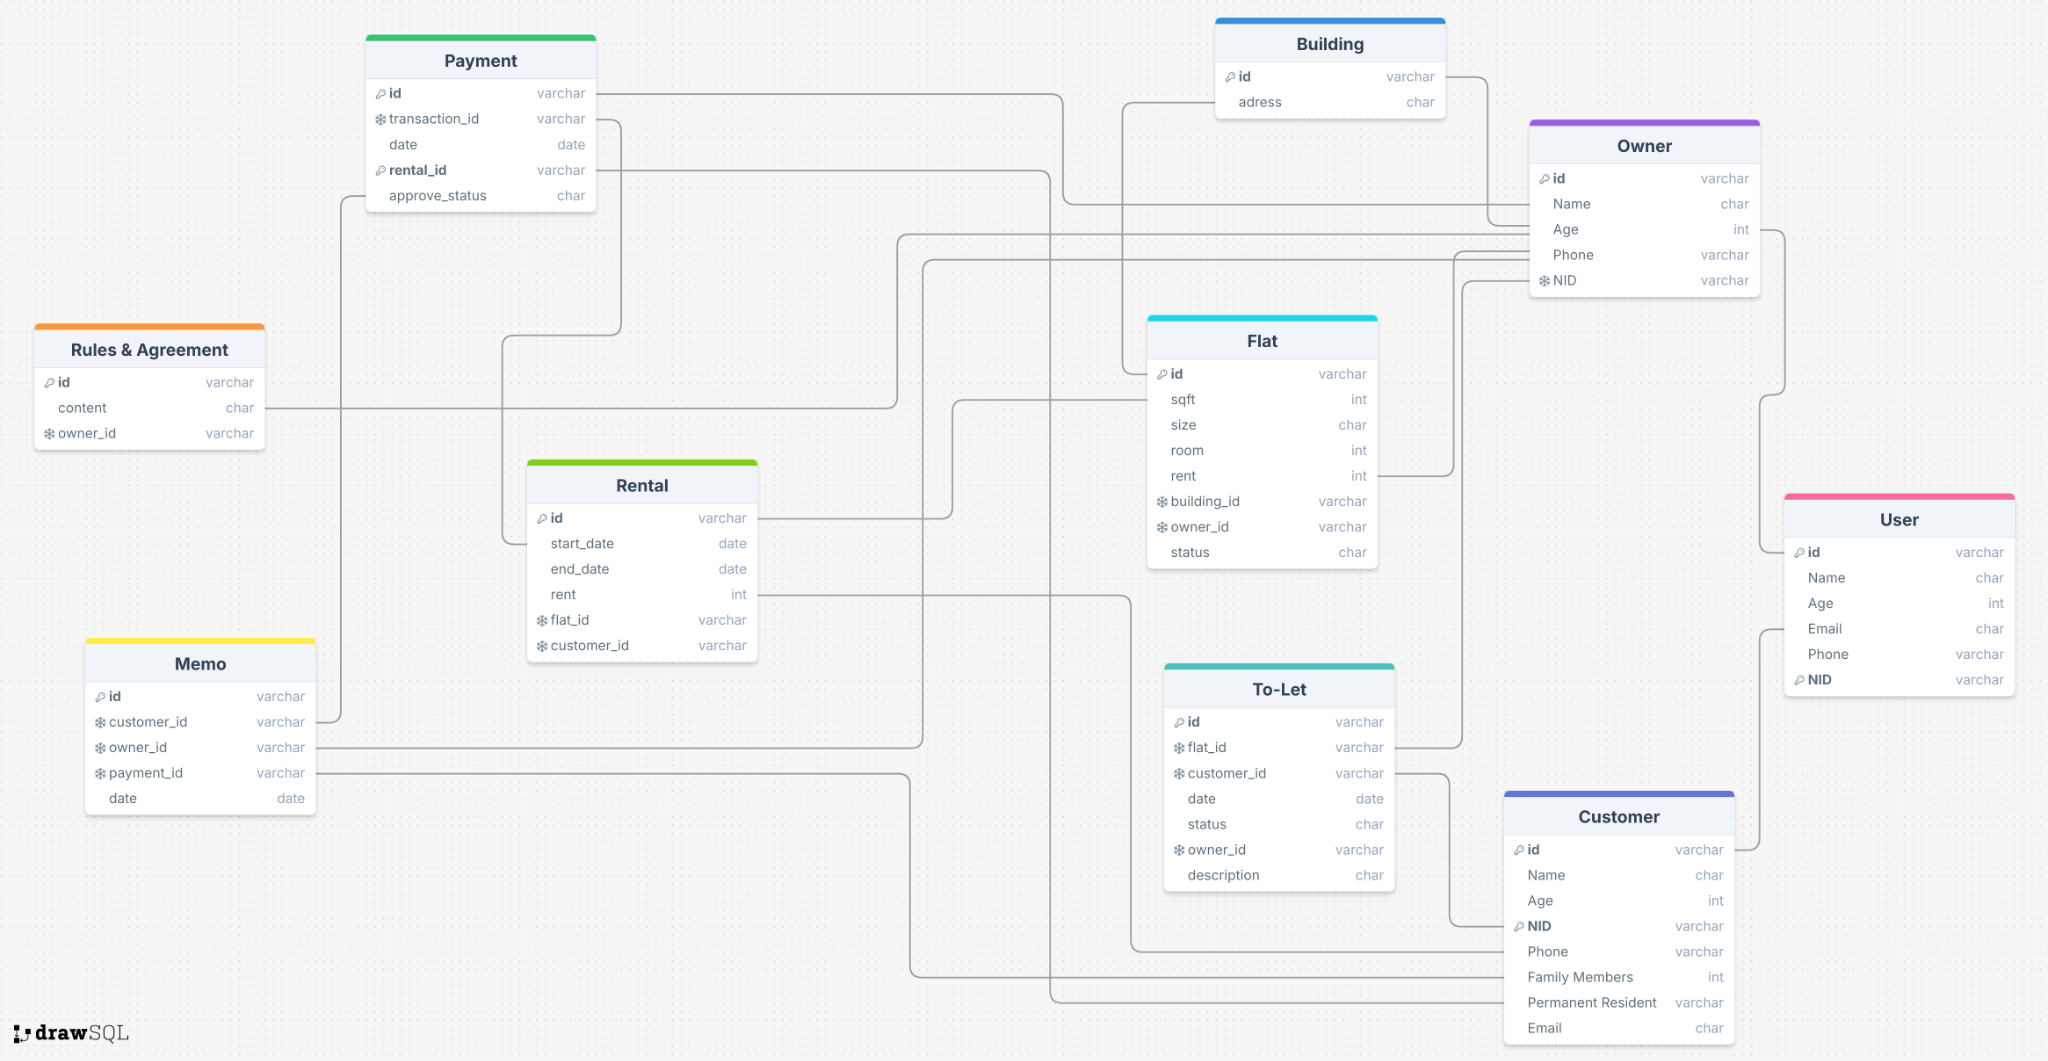 Payment
id varchar
transaction_id varchar
date date
rental_id varchar
approve_status char
Building
id varchar
adress char
Owner
id varchar
Name char
Age int
Phone varchar
NID varchar
Rules & Agreement
id varchar
content char
owner_id varchar
Flat
id varchar
sqft int
size char
room int
rent int
building_id varchar
owner_id varchar
status char
Rental
id varchar
start_date date
end_date date
rent int
flat_id varchar
customer_id varchar
User
id varchar
Name char
Age int
Email char
Phone varchar
NID varchar
Memo
id varchar
customer_id varchar
owner_id varchar
payment_id varchar
date date
To-Let
id varchar
flat_id varchar
customer_id varchar
date date
status char
owner_id varchar
description char
Customer
id varchar
Name char
Age int
NID varchar
Phone varchar
Family Members int
Permanent Resident varchar
Email char
drawSQL